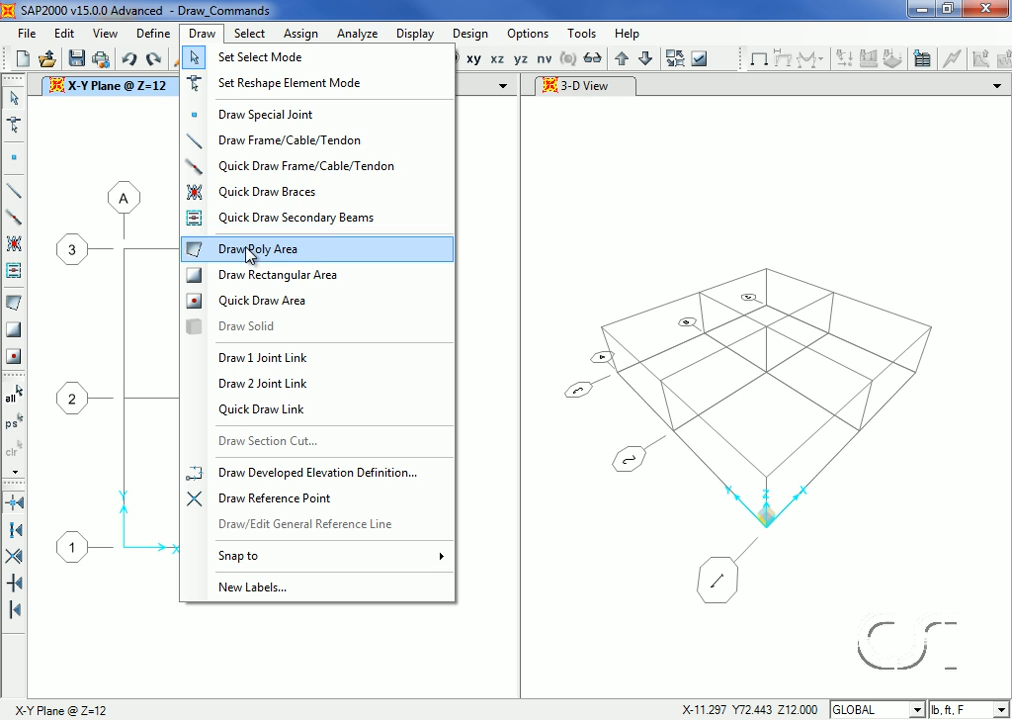 SAP2000 v15.0.0 Advanced - Draw_Commands
File Edit View Define Draw Select Assign Analyze Display Design Options Tools Help
xy xz yz nv
X-Y Plane @ Z=12
3-D View
Set Select Mode
Set Reshape Element Mode
Draw Special Joint
Draw Frame/Cable/Tendon
Quick Draw Frame/Cable/Tendon
Quick Draw Braces
Quick Draw Secondary Beams
Draw Poly Area
Draw Rectangular Area
Quick Draw Area
Draw Solid
Draw 1 Joint Link
Draw 2 Joint Link
Quick Draw Link
Draw Section Cut...
Draw Developed Elevation Definition...
Draw Reference Point
Draw/Edit General Reference Line
Snap to
New Labels...
all
ps
clr
A
3
2
1
Y
X
Y
Z
X
2
1
CSI
X-Y Plane @ Z=12
X-11.297 Y72.443 Z12.000
GLOBAL
lb, ft, F